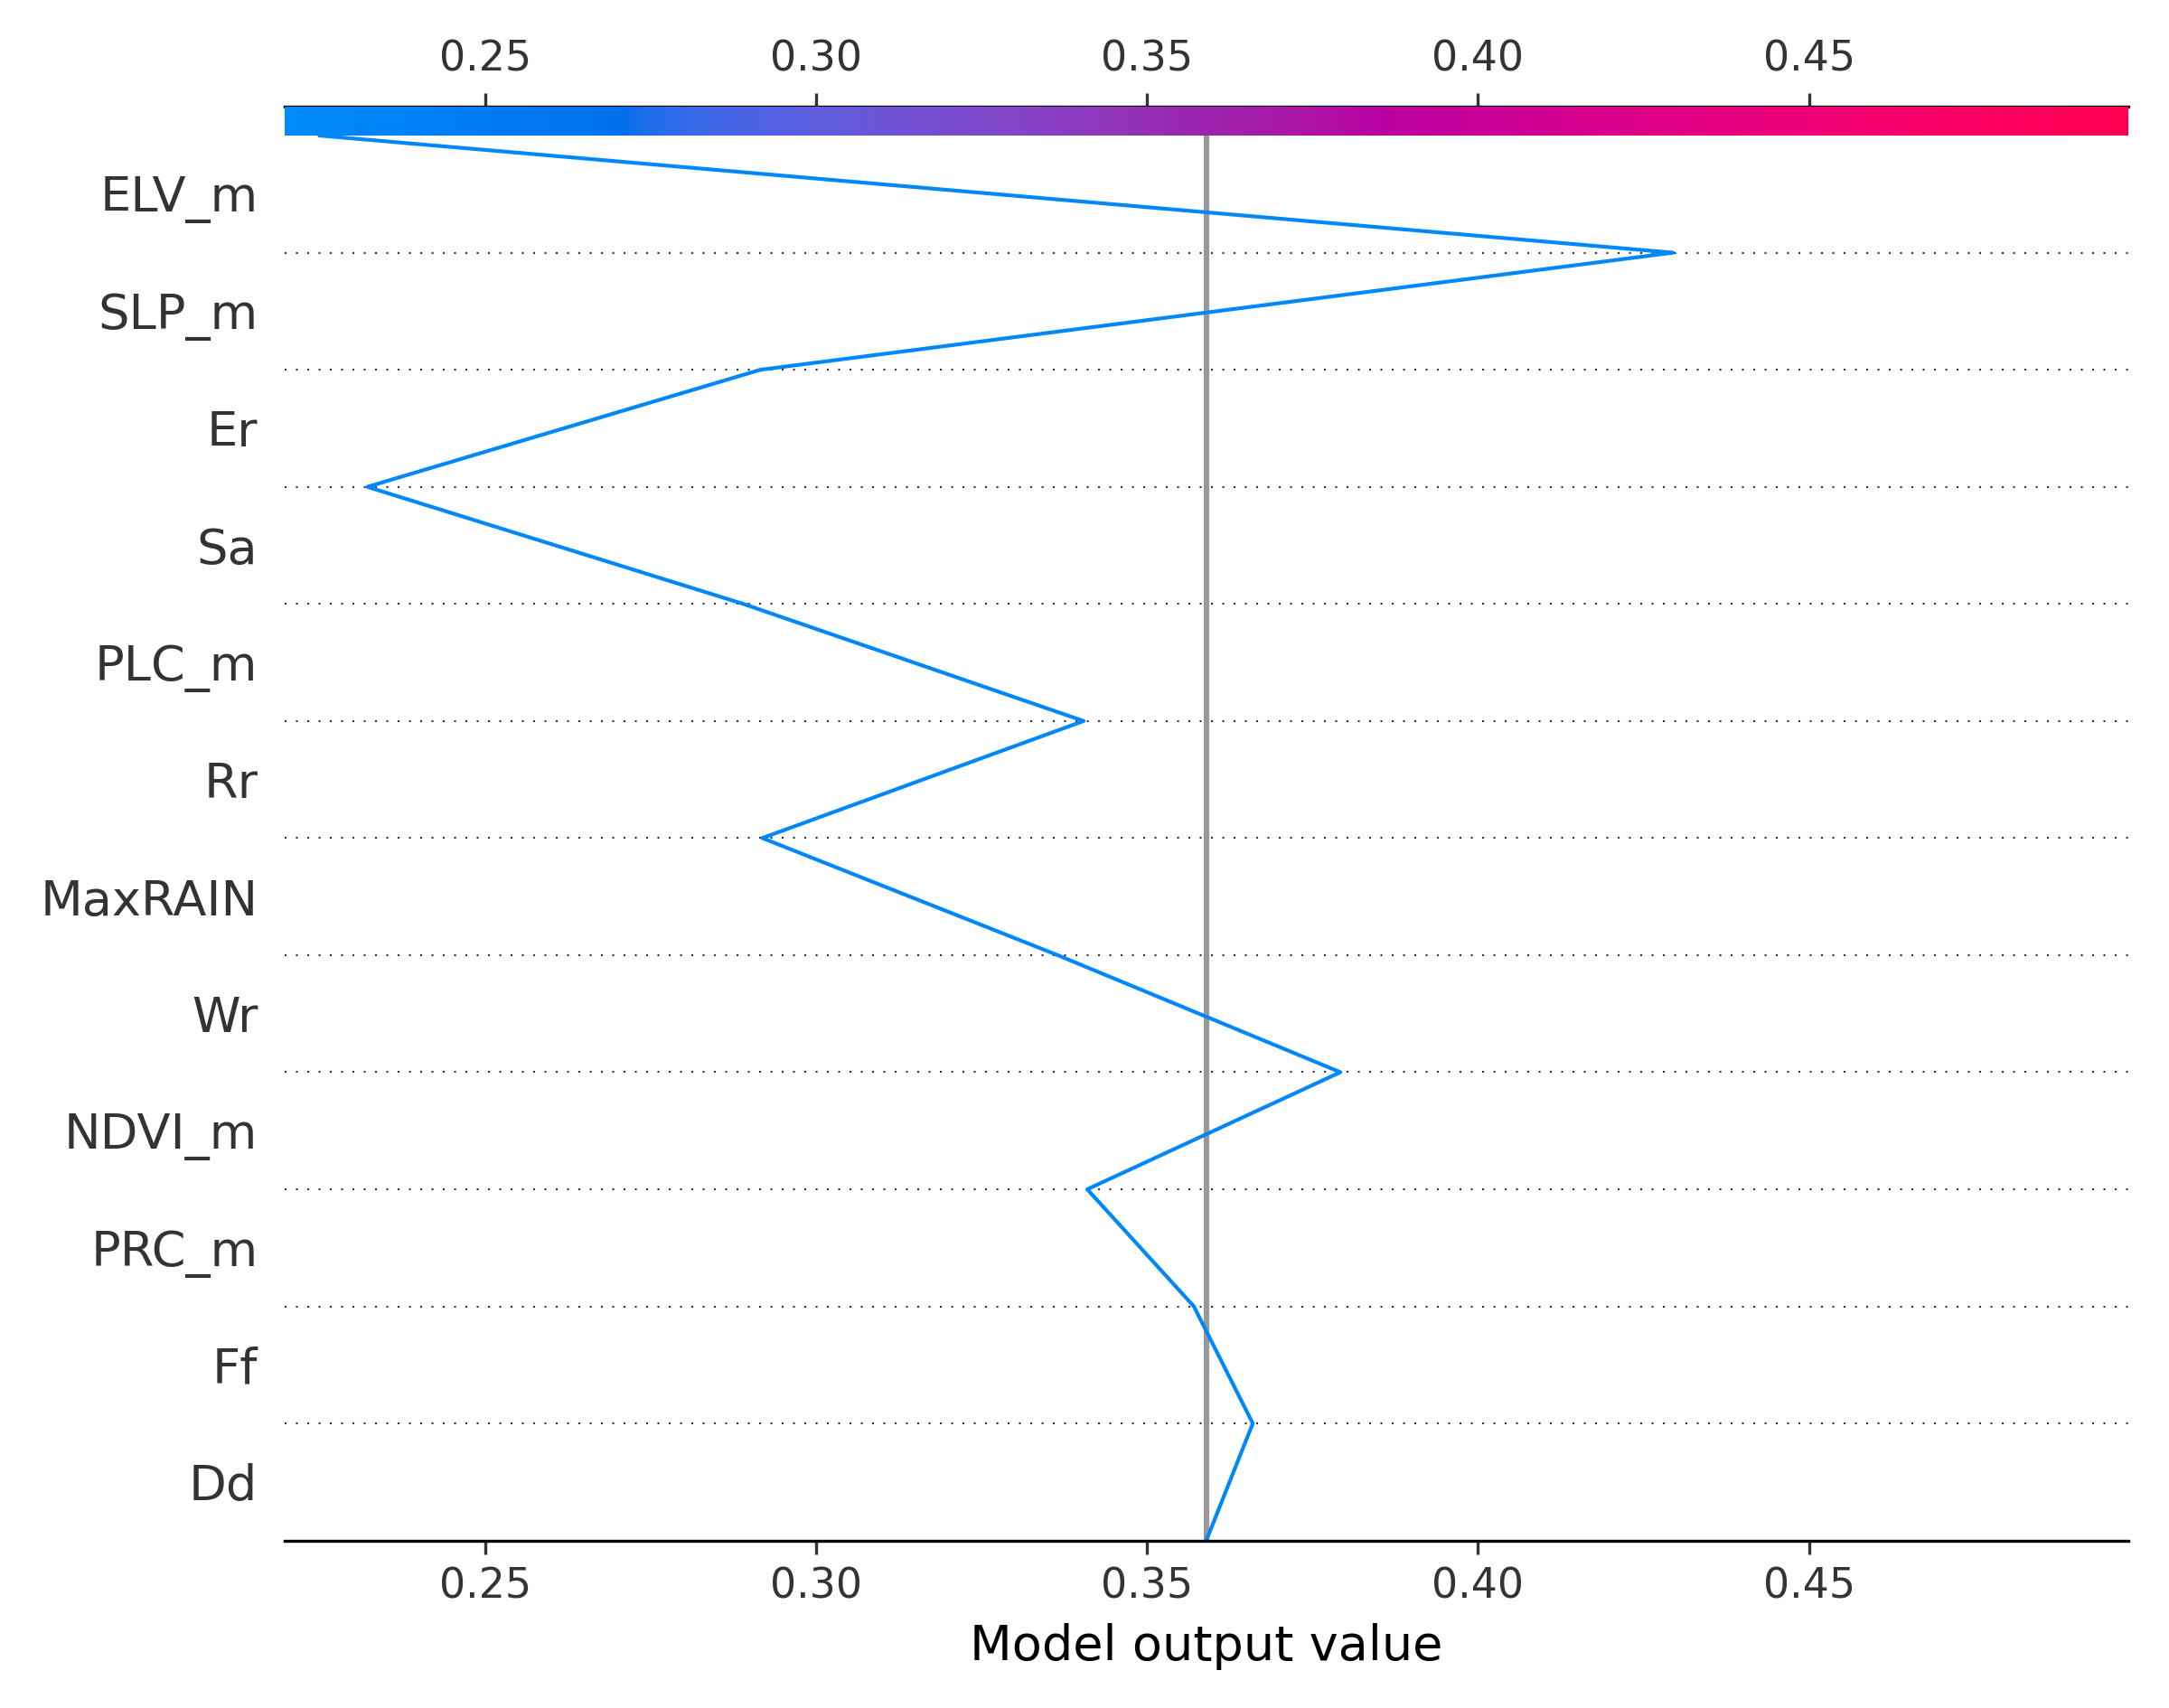 0.25 0.30 0.35 0.40 0.45
ELV_m
SLP_m
Er
Sa
PLC_m
Rr
MaxRAIN
Wr
NDVI_m
PRC_m
Ff
Dd
0.25 0.30 0.35 0.40 0.45
Model output value